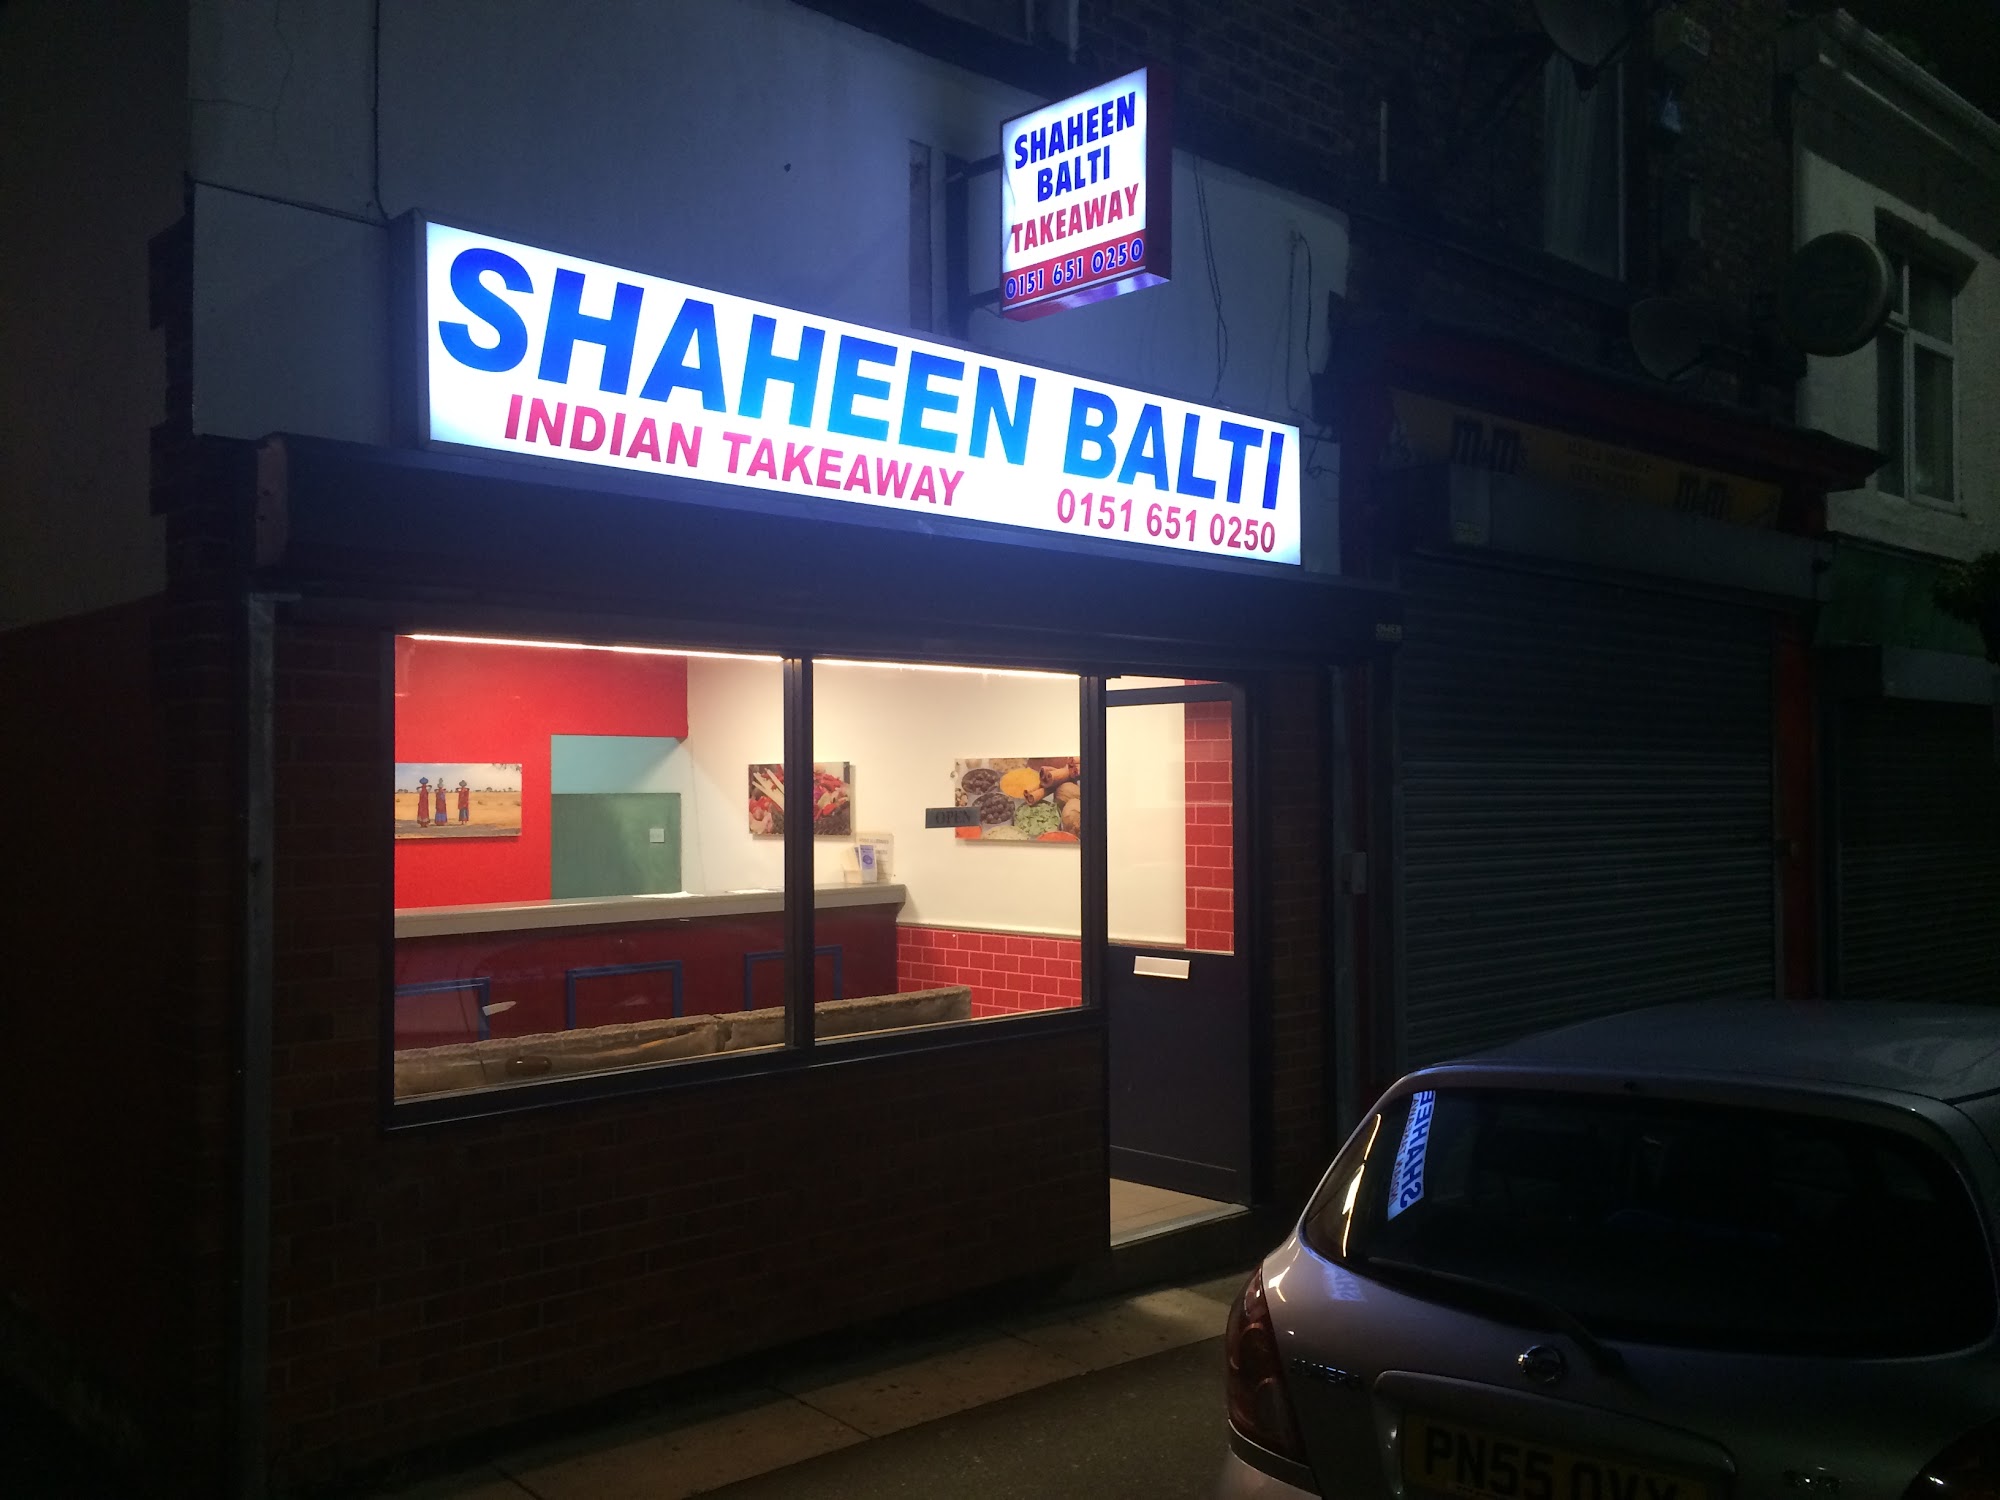 SHAHEEN
BALTI
TAKEAWAY
0151 651 0250
SHAHEEN BALTI
INDIAN TAKEAWAY 0151 651 0250
OPEN